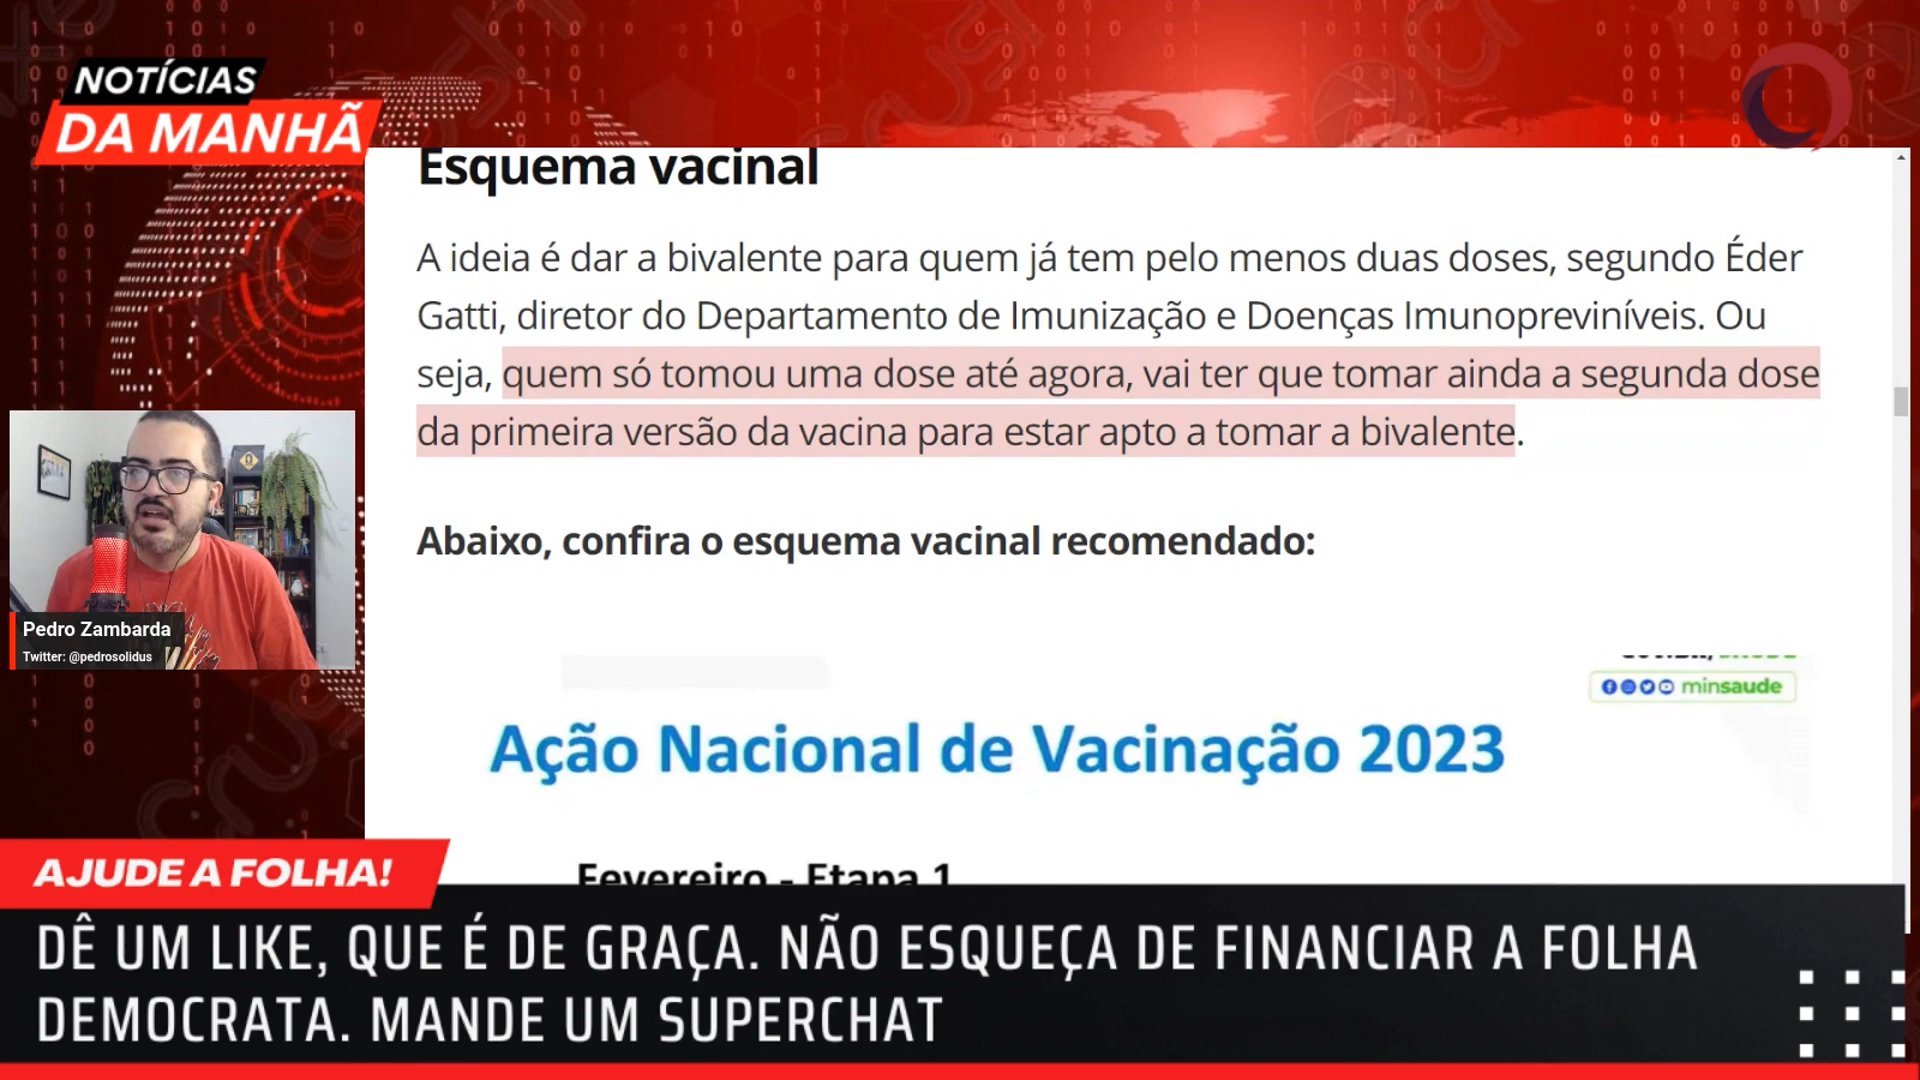 NOTÍCIAS
DA MANHÃ
Esquema vacinal
A ideia é dar a bivalente para quem já tem pelo menos duas doses, segundo Éder
Gatti, diretor do Departamento de Imunização e Doenças Imunopreviníveis. Ou
seja, quem só tomou uma dose até agora, vai ter que tomar ainda a segunda dose
da primeira versão da vacina para estar apto a tomar a bivalente.
Abaixo, confira o esquema vacinal recomendado:
minsaude
Ação Nacional de Vacinação 2023
Fevereiro - Etapa 1
Pedro Zambarda
Twitter: @pedrosolidus
AJUDE A FOLHA!
DÊ UM LIKE, QUE É DE GRAÇA. NÃO ESQUEÇA DE FINANCIAR A FOLHA
DEMOCRATA. MANDE UM SUPERCHAT